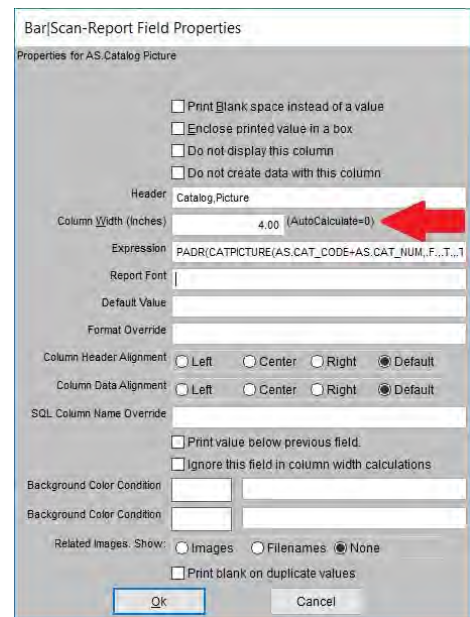 Bar|Scan-Report Field Properties
Properties for AS.Catalog Picture
Print Blank space instead of a value
Enclose printed value in a box
Do not display this column
Do not create data with this column
Header Catalog,Picture
Column Width (Inches) 4.00 (AutoCalculate=0)
Expression PADR(CATPICTURE(AS.CAT_CODE+AS.CAT_NUM,.F.,.T.,.T
Report Font
Default Value
Format Override
Column Header Alignment Left Center Right Default
Column Data Alignment Left Center Right Default
SQL Column Name Override
Print value below previous field.
Ignore this field in column width calculations
Background Color Condition
Background Color Condition
Related Images. Show: Images Filenames None
Print blank on duplicate values
Ok Cancel